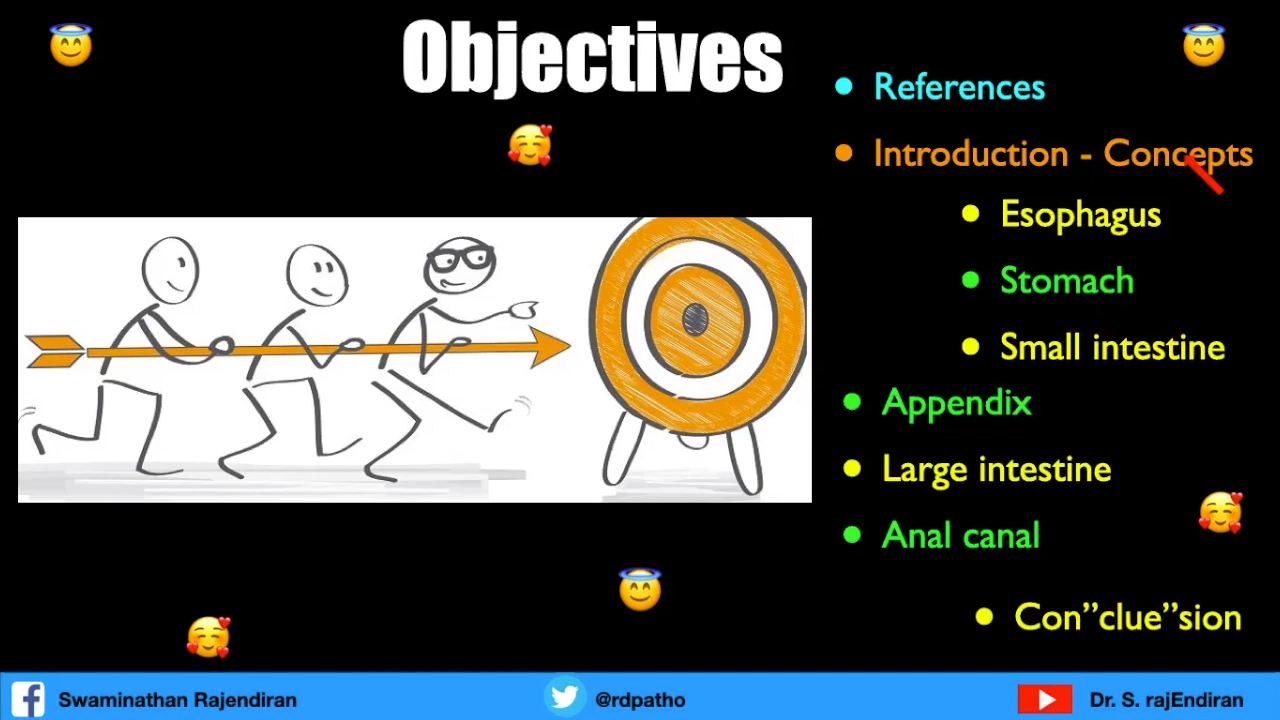 Objectives
References
Introduction - Concepts
Esophagus
Stomach
Small intestine
Appendix
Large intestine
Anal canal
Con”clue”sion
Swaminathan Rajendiran
@rdpatho
Dr. S. rajEndiran